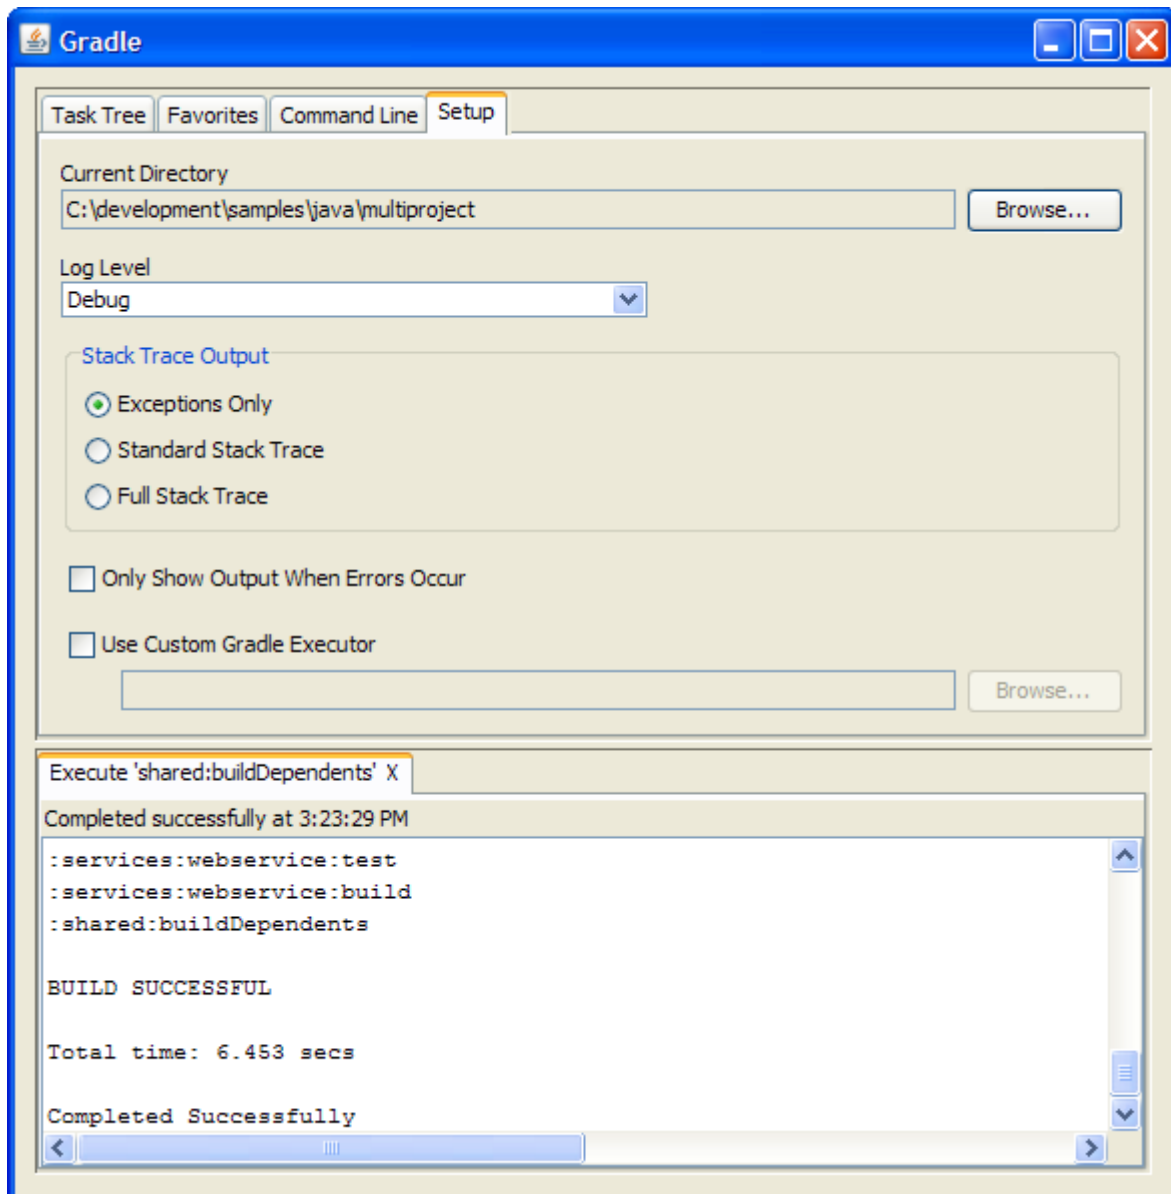 Gradle
Task Tree Favorites Command Line Setup
Current Directory
C:\development\samples\java\multiproject Browse...
Log Level
Debug
Stack Trace Output
Exceptions Only
Standard Stack Trace
Full Stack Trace
Only Show Output When Errors Occur
Use Custom Gradle Executor
Browse...
Execute 'shared:buildDependents' X
Completed successfully at 3:23:29 PM
:services:webservice:test
:services:webservice:build
:shared:buildDependents
BUILD SUCCESSFUL
Total time: 6.453 secs
Completed Successfully